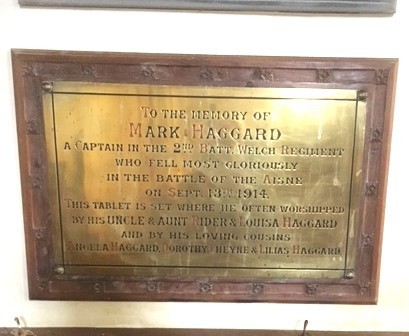 TO THE MEMORY OF
MARK HAGGARD
A CAPTAIN IN THE 2ND BATT. WELCH REGIMENT
WHO FELL MOST GLORIOUSLY
IN THE BATTLE OF THE AISNE
ON SEPT. 13TH 1914.
THIS TABLET IS SET WHERE HE OFTEN WORSHIPPED
BY HIS UNCLE & AUNT RIDER & LOUISA HAGGARD
AND BY HIS LOVING COUSINS
ANGELA HAGGARD, DOROTHY CHEYNE & LILIAS HAGGARD